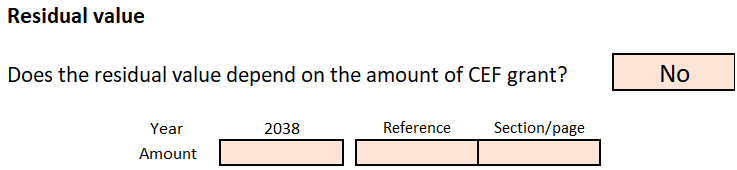 Residual value
Does the residual value depend on the amount of CEF grant? No
Year 2038 Reference Section/page
Amount